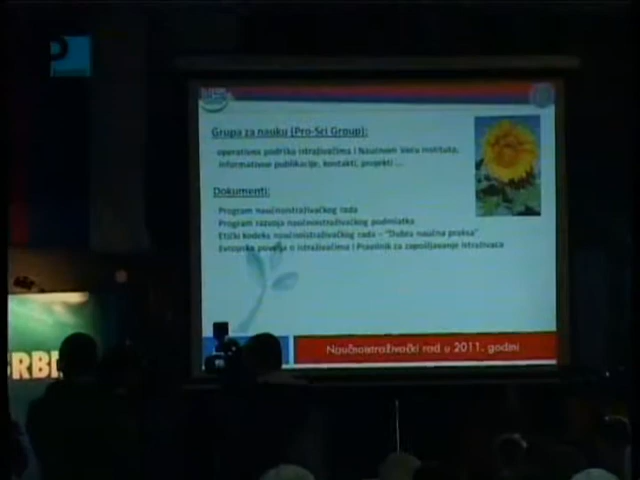 P
Grupa za nauku (Pro-Sci Group):
operativna podrška istraživačima i Naučnom Veću Instituta,
informativne publikacije, kontakti, projekti ...
Dokumenti:
Program naučnoistraživačkog rada
Program razvoja naučnoistraživačkog podmlatka
Etički kodeks naučnoistraživačkog rada – "Dobra naučna praksa"
Evropska povelja o istraživačima i Pravilnik za zapošljavanje istraživača
Naučnoistraživački rad u 2011. godini
SRBI